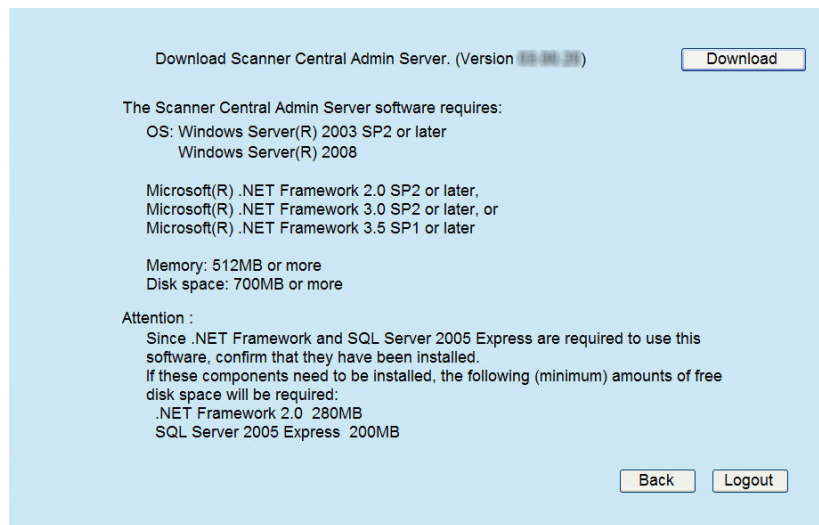 Download Scanner Central Admin Server. (Version )
Download
The Scanner Central Admin Server software requires:
OS: Windows Server(R) 2003 SP2 or later
Windows Server(R) 2008
Microsoft(R) .NET Framework 2.0 SP2 or later,
Microsoft(R) .NET Framework 3.0 SP2 or later, or
Microsoft(R) .NET Framework 3.5 SP1 or later
Memory: 512MB or more
Disk space: 700MB or more
Attention :
Since .NET Framework and SQL Server 2005 Express are required to use this
software, confirm that they have been installed.
If these components need to be installed, the following (minimum) amounts of free
disk space will be required:
.NET Framework 2.0 280MB
SQL Server 2005 Express 200MB
Back
Logout